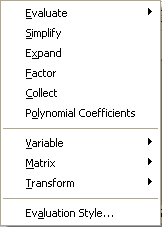 Evaluate
Simplify
Expand
Factor
Collect
Polynomial Coefficients
Variable
Matrix
Transform
Evaluation Style...